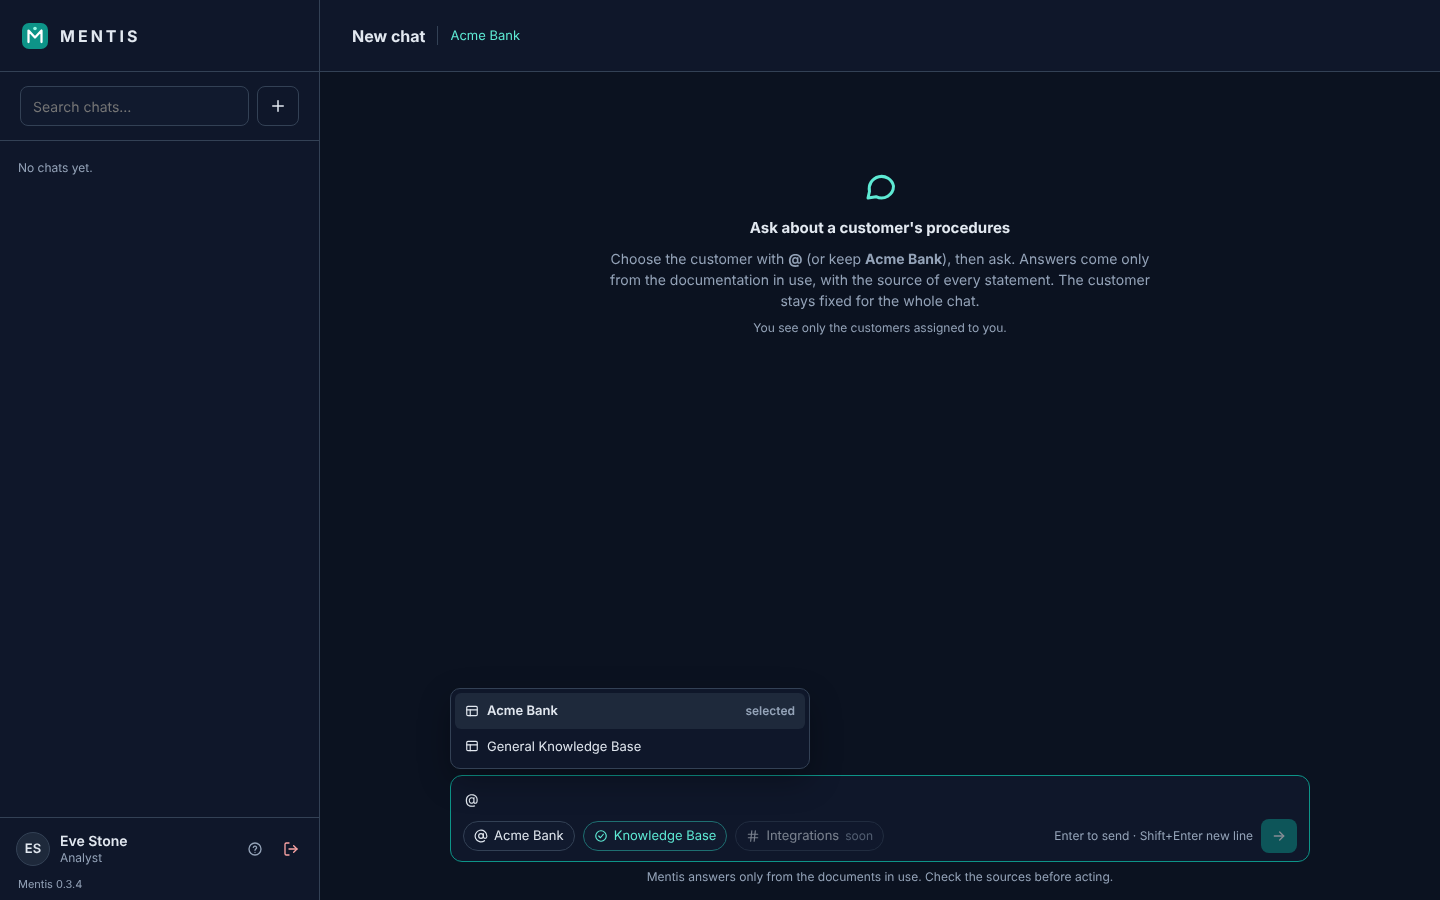 MENTIS
New chat
Acme Bank
Search chats...
No chats yet.
Ask about a customer's procedures
Choose the customer with @ (or keep Acme Bank), then ask. Answers come only
from the documentation in use, with the source of every statement. The customer
stays fixed for the whole chat.
You see only the customers assigned to you.
Acme Bank selected
General Knowledge Base
@
@ Acme Bank
Knowledge Base
# Integrations soon
Enter to send · Shift+Enter new line
Mentis answers only from the documents in use. Check the sources before acting.
ES
Eve Stone
Analyst
Mentis 0.3.4